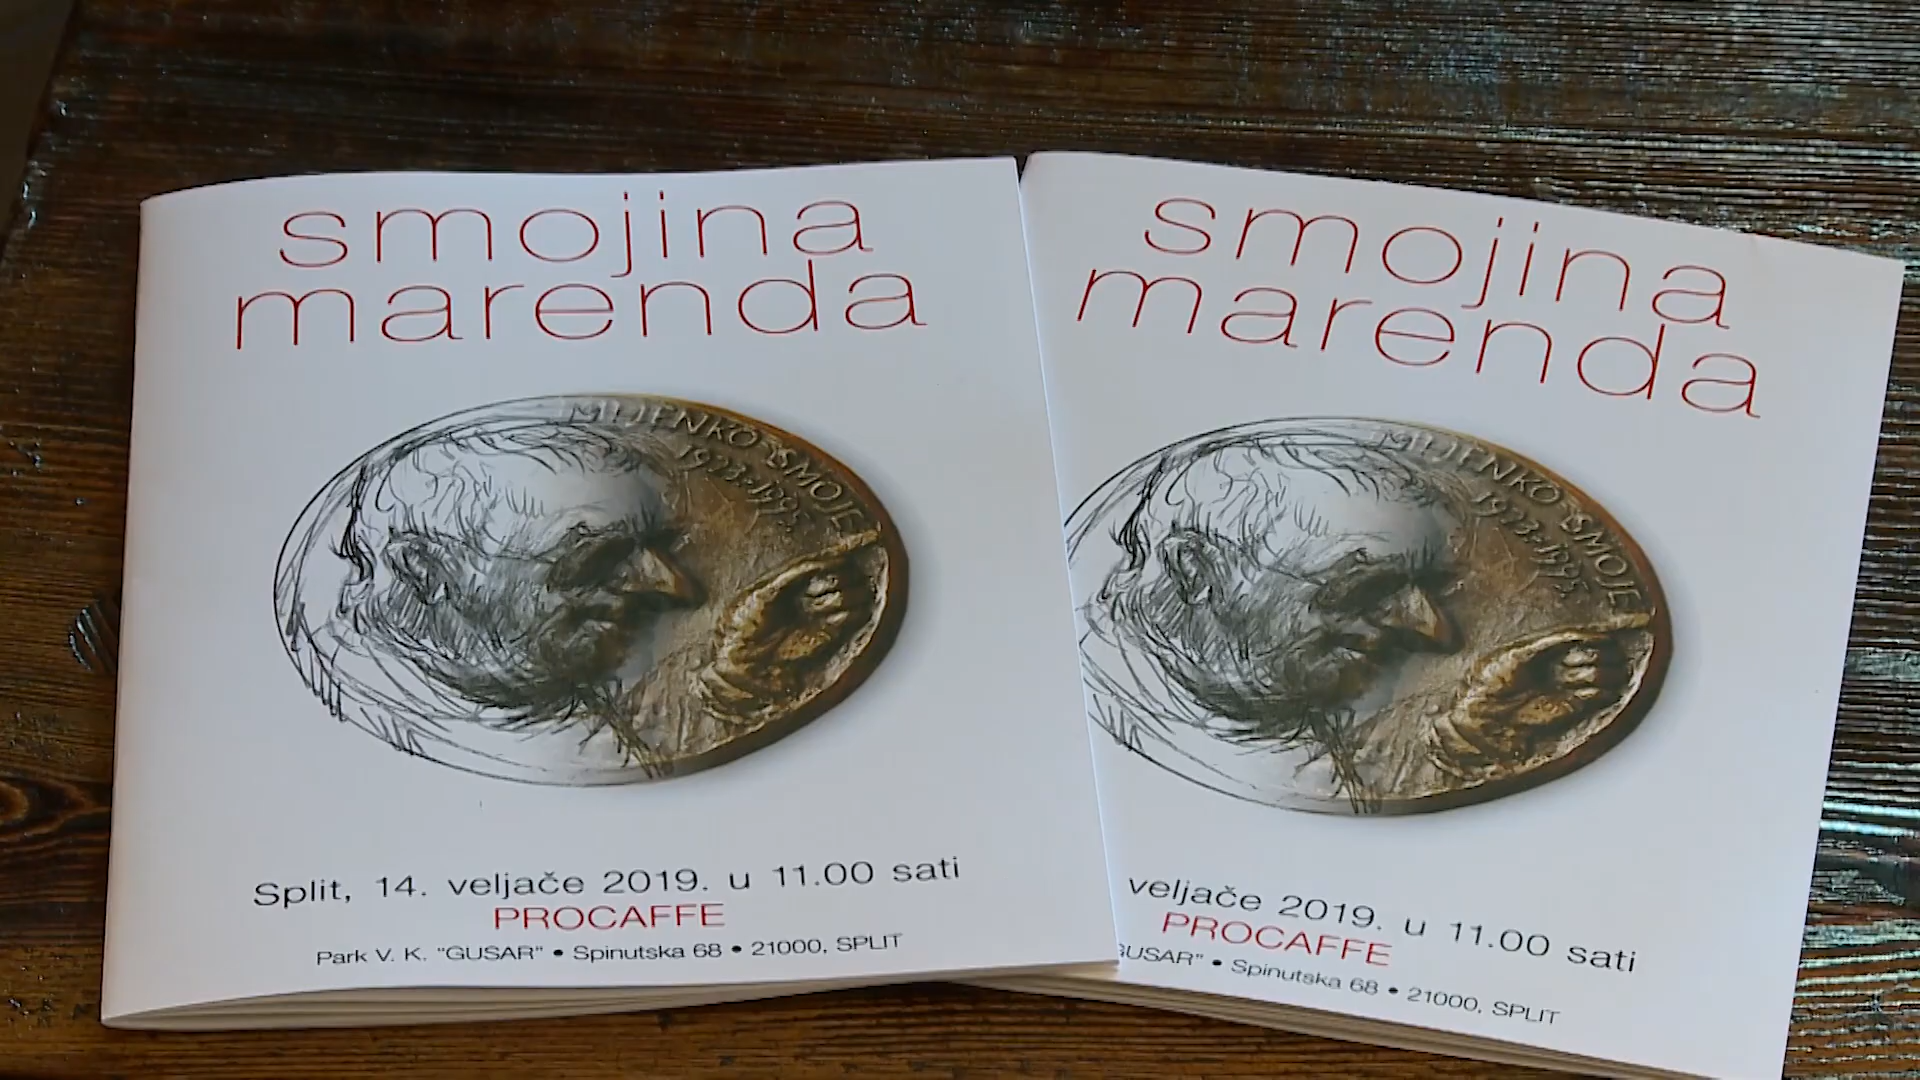 smojina
marenda
MILJENKO SMOJE
1923-1995
Split, 14. veljače 2019. u 11.00 sati
PROCAFFE
Park V. K. "GUSAR" • Spinutska 68 • 21000, SPLIT
smojina
marenda
MILJENKO SMOJE
1923-1995
veljače 2019. u 11.00 sati
PROCAFFE
GUSAR" • Spinutska 68 • 21000, SPLIT